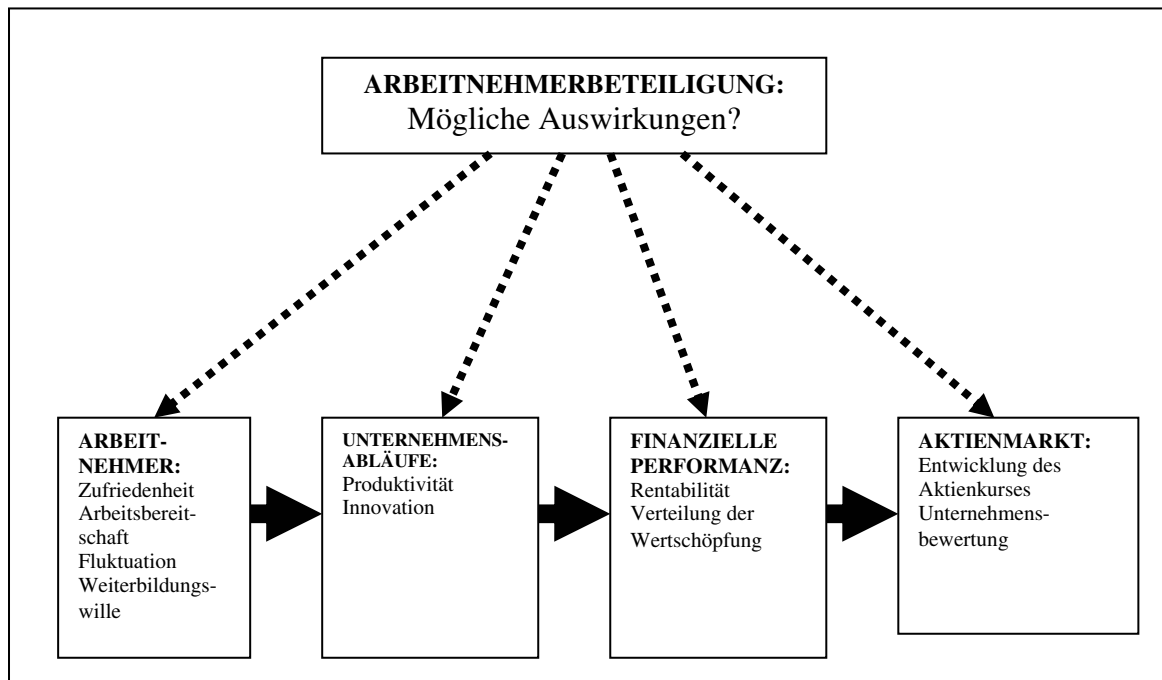 ARBEITNEHMERBETEILIGUNG:
Mögliche Auswirkungen?
ARBEIT-
NEHMER:
Zufriedenheit
Arbeitsbereit-
schaft
Fluktuation
Weiterbildungs-
wille
UNTERNEHMENS-
ABLÄUFE:
Produktivität
Innovation
FINANZIELLE
PERFORMANZ:
Rentabilität
Verteilung der
Wertschöpfung
AKTIENMARKT:
Entwicklung des
Aktienkurses
Unternehmens-
bewertung